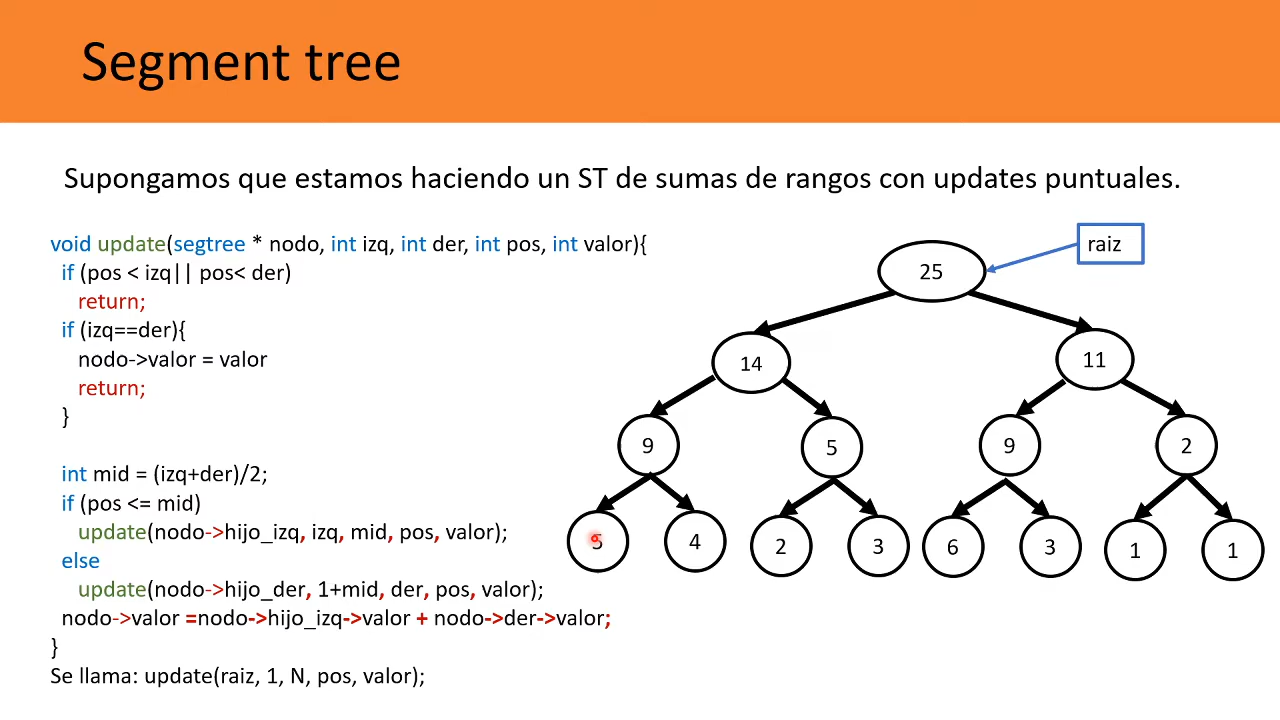 Segment tree
Supongamos que estamos haciendo un ST de sumas de rangos con updates puntuales.
void update(segtree * nodo, int izq, int der, int pos, int valor){
if (pos < izq|| pos< der)
return;
if (izq==der){
nodo->valor = valor
return;
}
int mid = (izq+der)/2;
if (pos <= mid)
update(nodo->hijo_izq, izq, mid, pos, valor);
else
update(nodo->hijo_der, 1+mid, der, pos, valor);
nodo->valor =nodo->hijo_izq->valor + nodo->der->valor;
}
Se llama: update(raiz, 1, N, pos, valor);
raiz
25
14 11
9 5 9 2
5 4 2 3 6 3 1 1